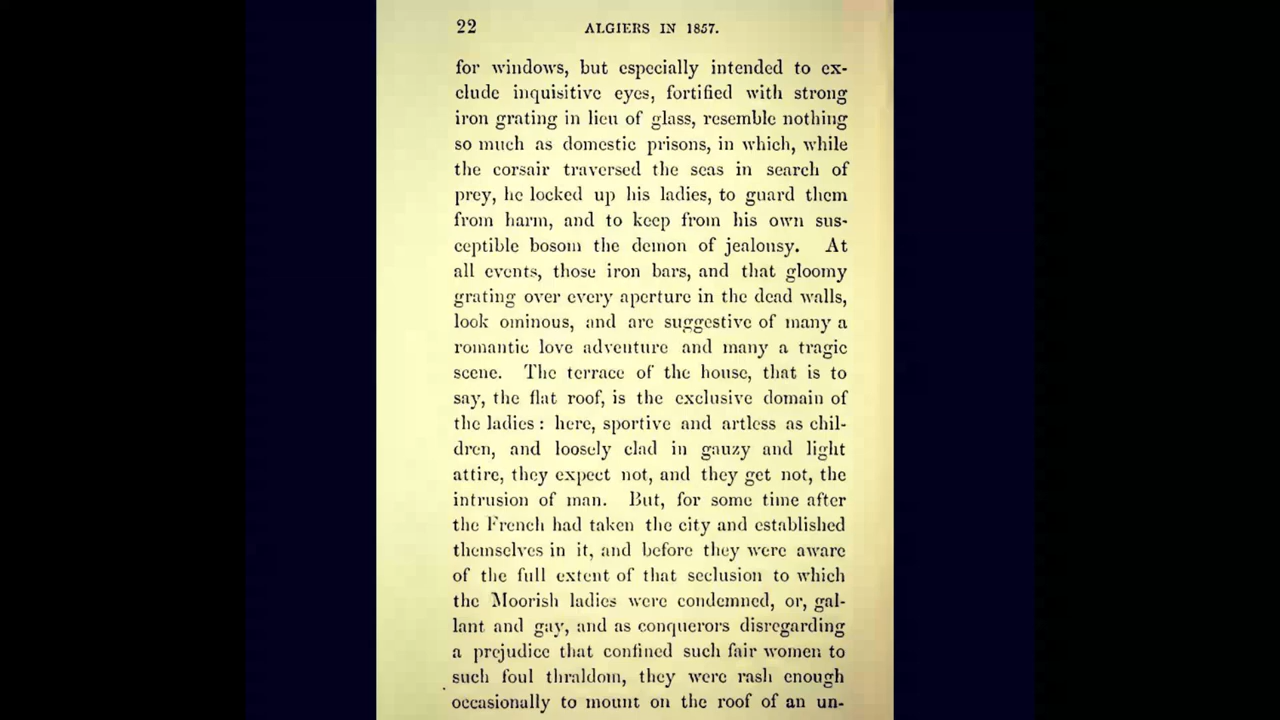 22 ALGIERS IN 1857.
for windows, but especially intended to ex-
clude inquisitive eyes, fortified with strong
iron grating in lieu of glass, resemble nothing
so much as domestic prisons, in which, while
the corsair traversed the seas in search of
prey, he locked up his ladies, to guard them
from harm, and to keep from his own sus-
ceptible bosom the demon of jealousy. At
all events, those iron bars, and that gloomy
grating over every aperture in the dead walls,
look ominous, and are suggestive of many a
romantic love adventure and many a tragic
scene. The terrace of the house, that is to
say, the flat roof, is the exclusive domain of
the ladies: here, sportive and artless as chil-
dren, and loosely clad in gauzy and light
attire, they expect not, and they get not, the
intrusion of man. But, for some time after
the French had taken the city and established
themselves in it, and before they were aware
of the full extent of that seclusion to which
the Moorish ladies were condemned, or, gal-
lant and gay, and as conquerors disregarding
a prejudice that confined such fair women to
such foul thraldom, they were rash enough
occasionally to mount on the roof of an un-